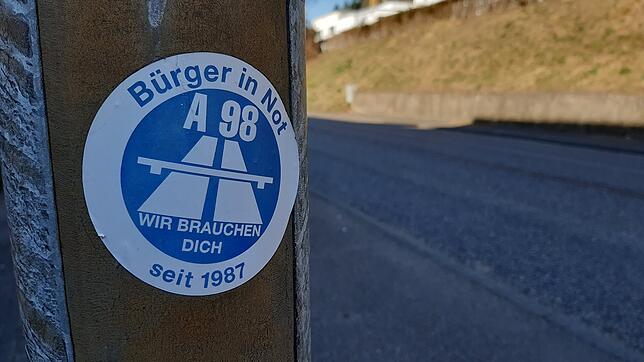 Bürger in Not
A 98
WIR BRAUCHEN
DICH
seit 1987